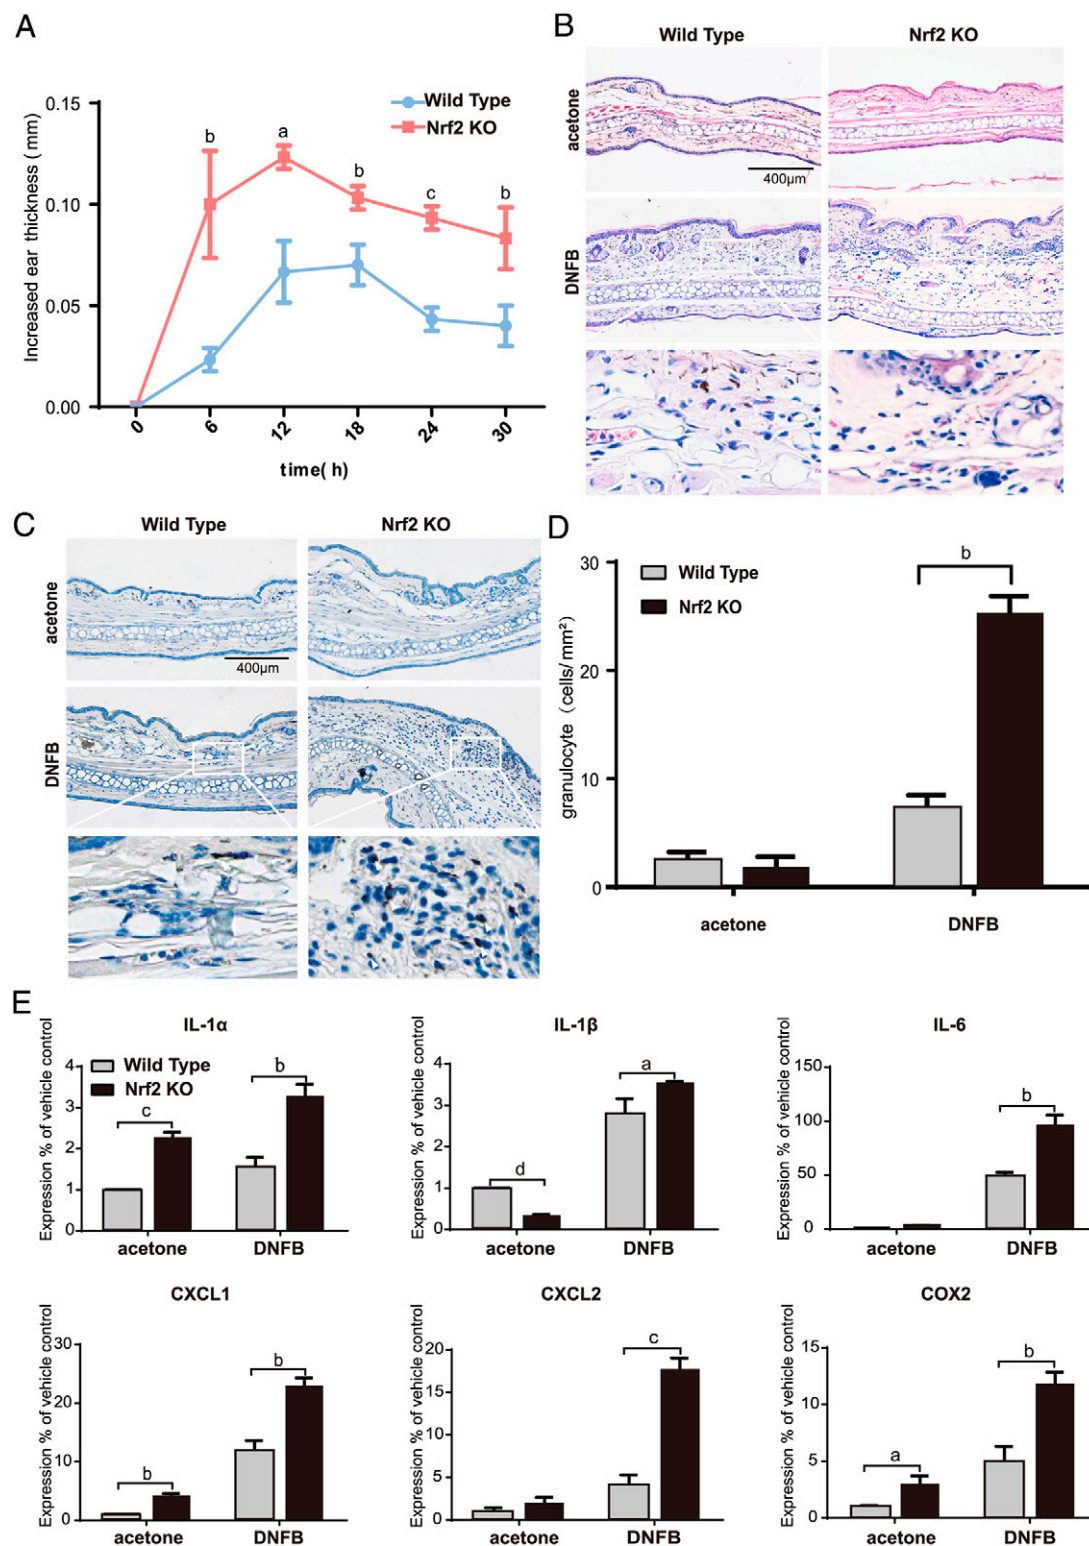 A
Increased ear thickness ( mm)
0.15
0.10
0.05
0.00
Wild Type
Nrf2 KO
b
a
b
c
b
0
6
12
18
24
30
time( h)
B
Wild Type
Nrf2 KO
acetone
400μm
DNFB
C
Wild Type
Nrf2 KO
acetone
400μm
DNFB
D
granulocyte (cells/mm²)
30
20
10
0
Wild Type
Nrf2 KO
b
acetone
DNFB
E
IL-1α
Expression % of vehicle control
4
3
2
1
0
Wild Type
Nrf2 KO
c
b
acetone
DNFB
IL-1β
Expression % of vehicle control
4
3
2
1
0
d
a
acetone
DNFB
IL-6
Expression % of vehicle control
150
100
50
0
b
acetone
DNFB
CXCL1
Expression % of vehicle control
30
20
10
0
b
b
acetone
DNFB
CXCL2
Expression % of vehicle control
20
15
10
5
0
c
acetone
DNFB
COX2
Expression % of vehicle control
15
10
5
0
a
b
acetone
DNFB